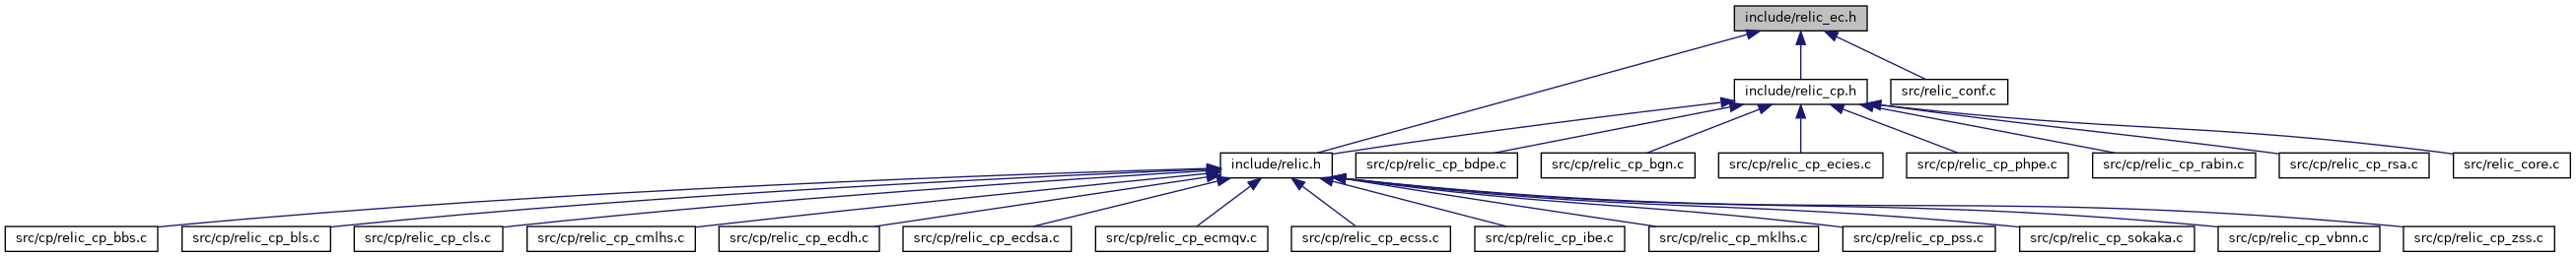 include/relic_ec.h
include/relic_cp.h
src/relic_conf.c
include/relic.h
src/cp/relic_cp_bdpe.c
src/cp/relic_cp_bgn.c
src/cp/relic_cp_ecies.c
src/cp/relic_cp_phpe.c
src/cp/relic_cp_rabin.c
src/cp/relic_cp_rsa.c
src/relic_core.c
src/cp/relic_cp_bbs.c
src/cp/relic_cp_bls.c
src/cp/relic_cp_cls.c
src/cp/relic_cp_cmlhs.c
src/cp/relic_cp_ecdh.c
src/cp/relic_cp_ecdsa.c
src/cp/relic_cp_ecmqv.c
src/cp/relic_cp_ecss.c
src/cp/relic_cp_ibe.c
src/cp/relic_cp_mklhs.c
src/cp/relic_cp_pss.c
src/cp/relic_cp_sokaka.c
src/cp/relic_cp_vbnn.c
src/cp/relic_cp_zss.c